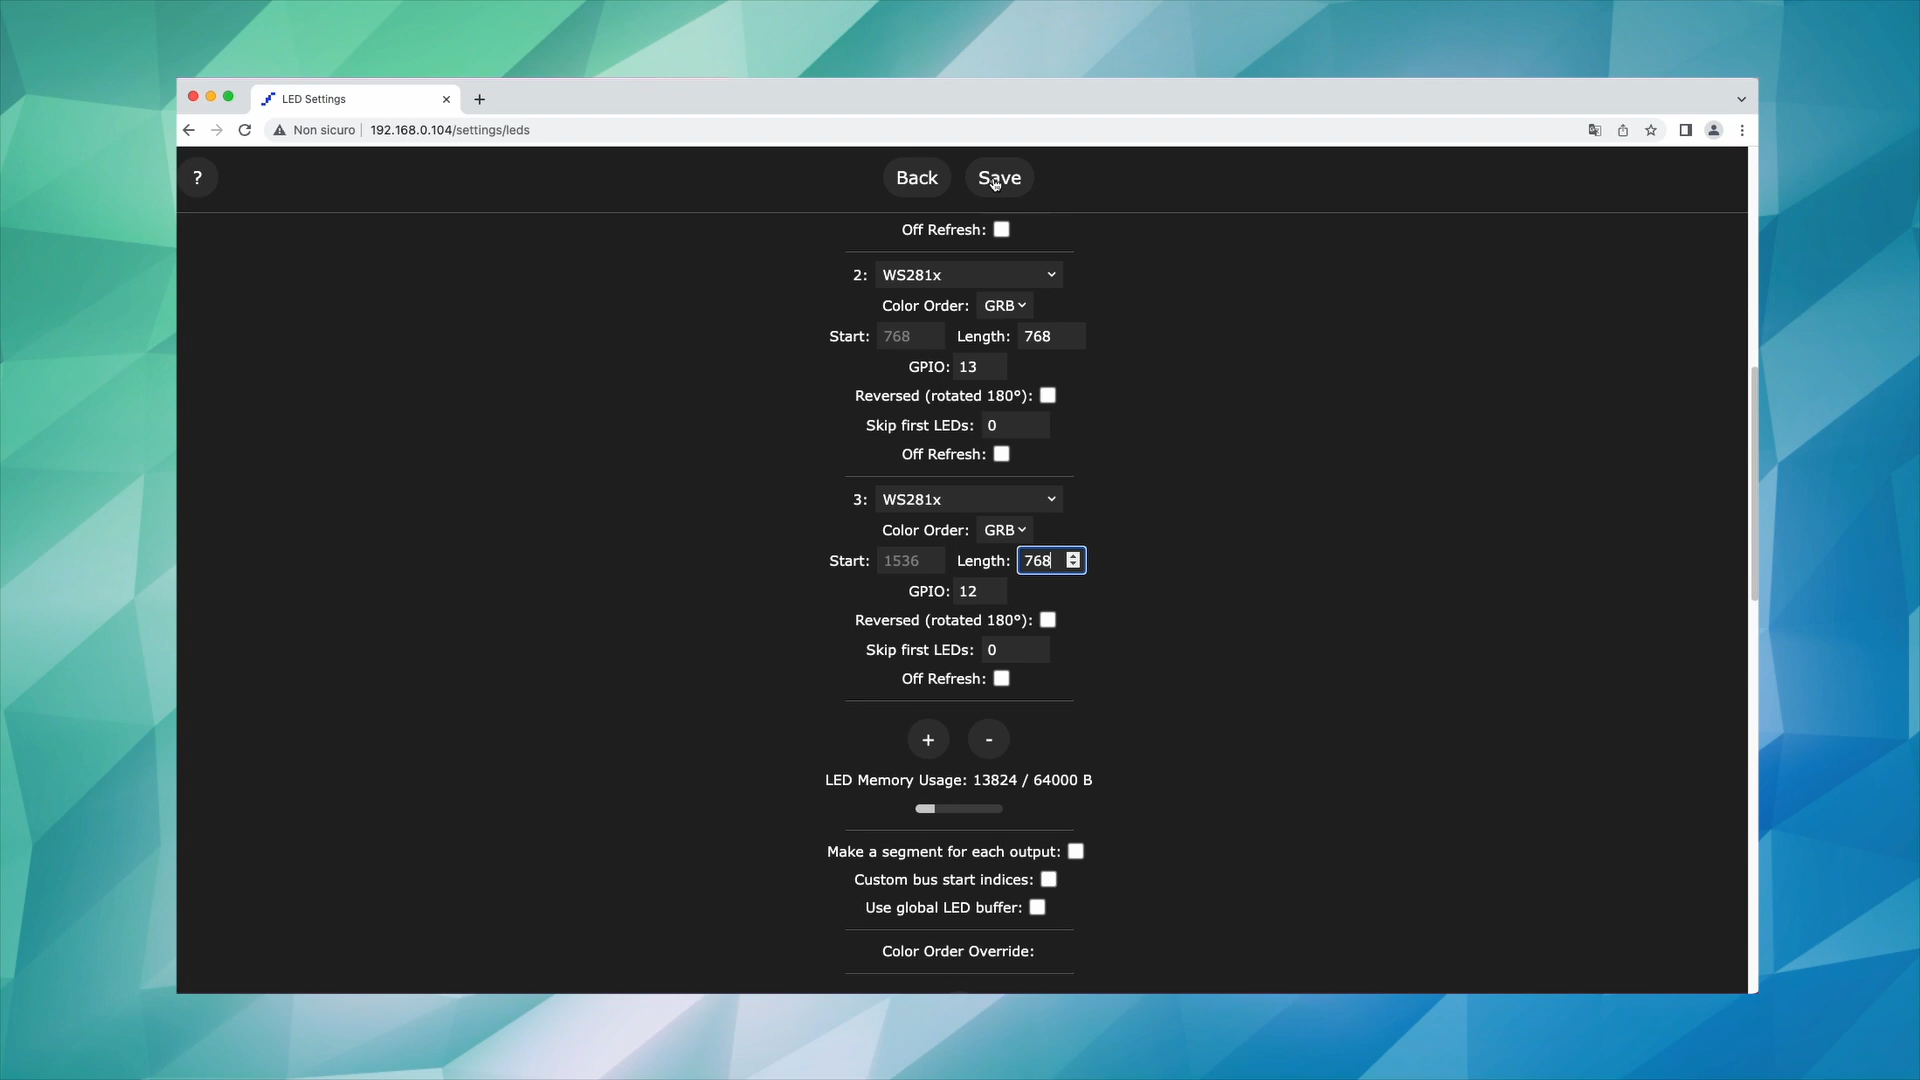 LED Settings
Non sicuro 192.168.0.104/settings/leds
? Back Save
Off Refresh:
2: WS281x
Color Order: GRB
Start: 768 Length: 768
GPIO: 13
Reversed (rotated 180°):
Skip first LEDs: 0
Off Refresh:
3: WS281x
Color Order: GRB
Start: 1536 Length: 768
GPIO: 12
Reversed (rotated 180°):
Skip first LEDs: 0
Off Refresh:
+ -
LED Memory Usage: 13824 / 64000 B
Make a segment for each output:
Custom bus start indices:
Use global LED buffer:
Color Order Override: